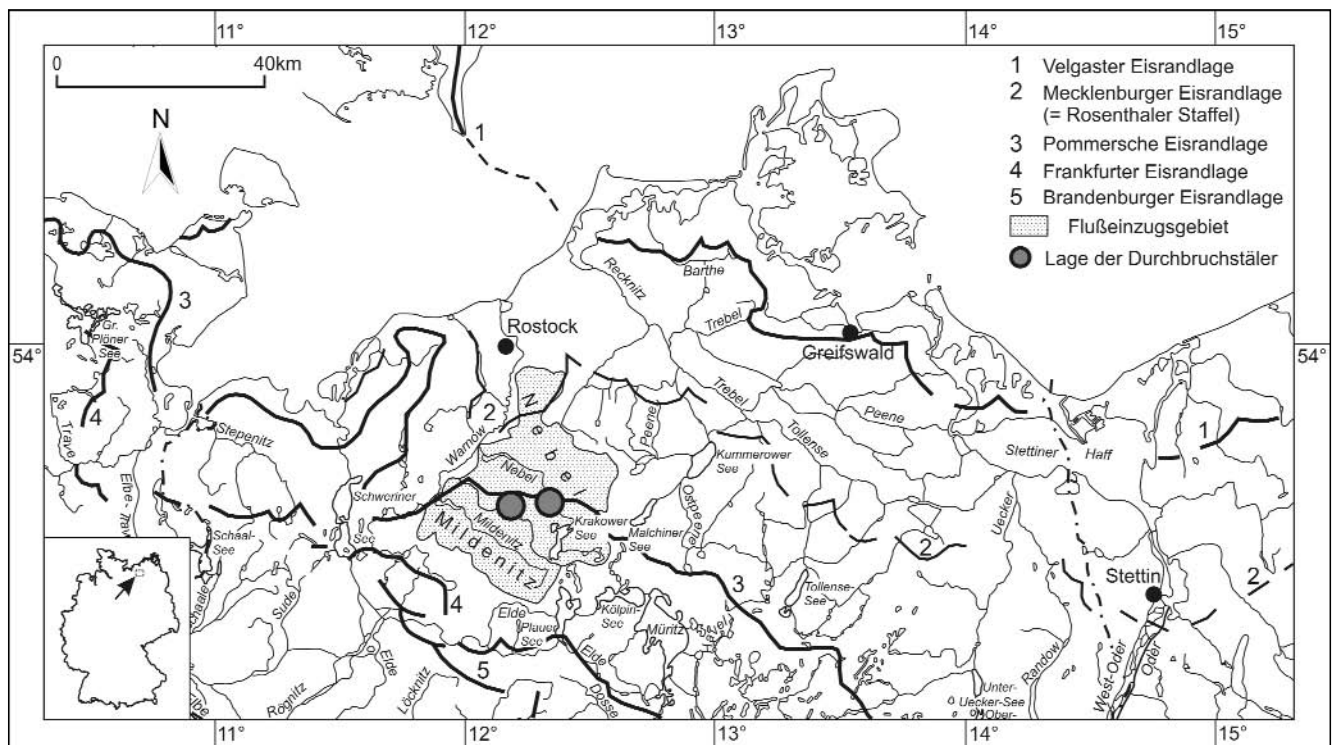 11°
12°
13°
14°
15°
0
40km
N
1 Velgaster Eisrandlage
2 Mecklenburger Eisrandlage
(= Rosenthaler Staffel)
3 Pommersche Eisrandlage
4 Frankfurter Eisrandlage
5 Brandenburger Eisrandlage
Flußeinzugsgebiet
Lage der Durchbruchstäler
1
Recknitz
Barthe
3
Gr.
Plöner
See
Trebel
Rostock
Greifswald
54°
54°
4
Trave
Stepenitz
2
Warnow
Nebel
Nebel
Peene
Trebel
Tollense
Peene
Stettiner
Haff
1
Kummerower
See
Schweriner
See
Elbe-Trave
Schaal-
See
Mildenitz
Mildenitz
Krakower
See
Malchiner
See
Ostpeene
2
Uecker
3
Tollense-
See
Stettin
2
Schaale
Sude
4
Elde
Plauer
See
Kölpin-
See
Müritz
Havel
Elde
Elde
5
Löcknitz
Rögnitz
Dosse
Randow
Unter-
Uecker-See
Ober-
West-Oder
Oder
Elbe
11°
12°
13°
14°
15°